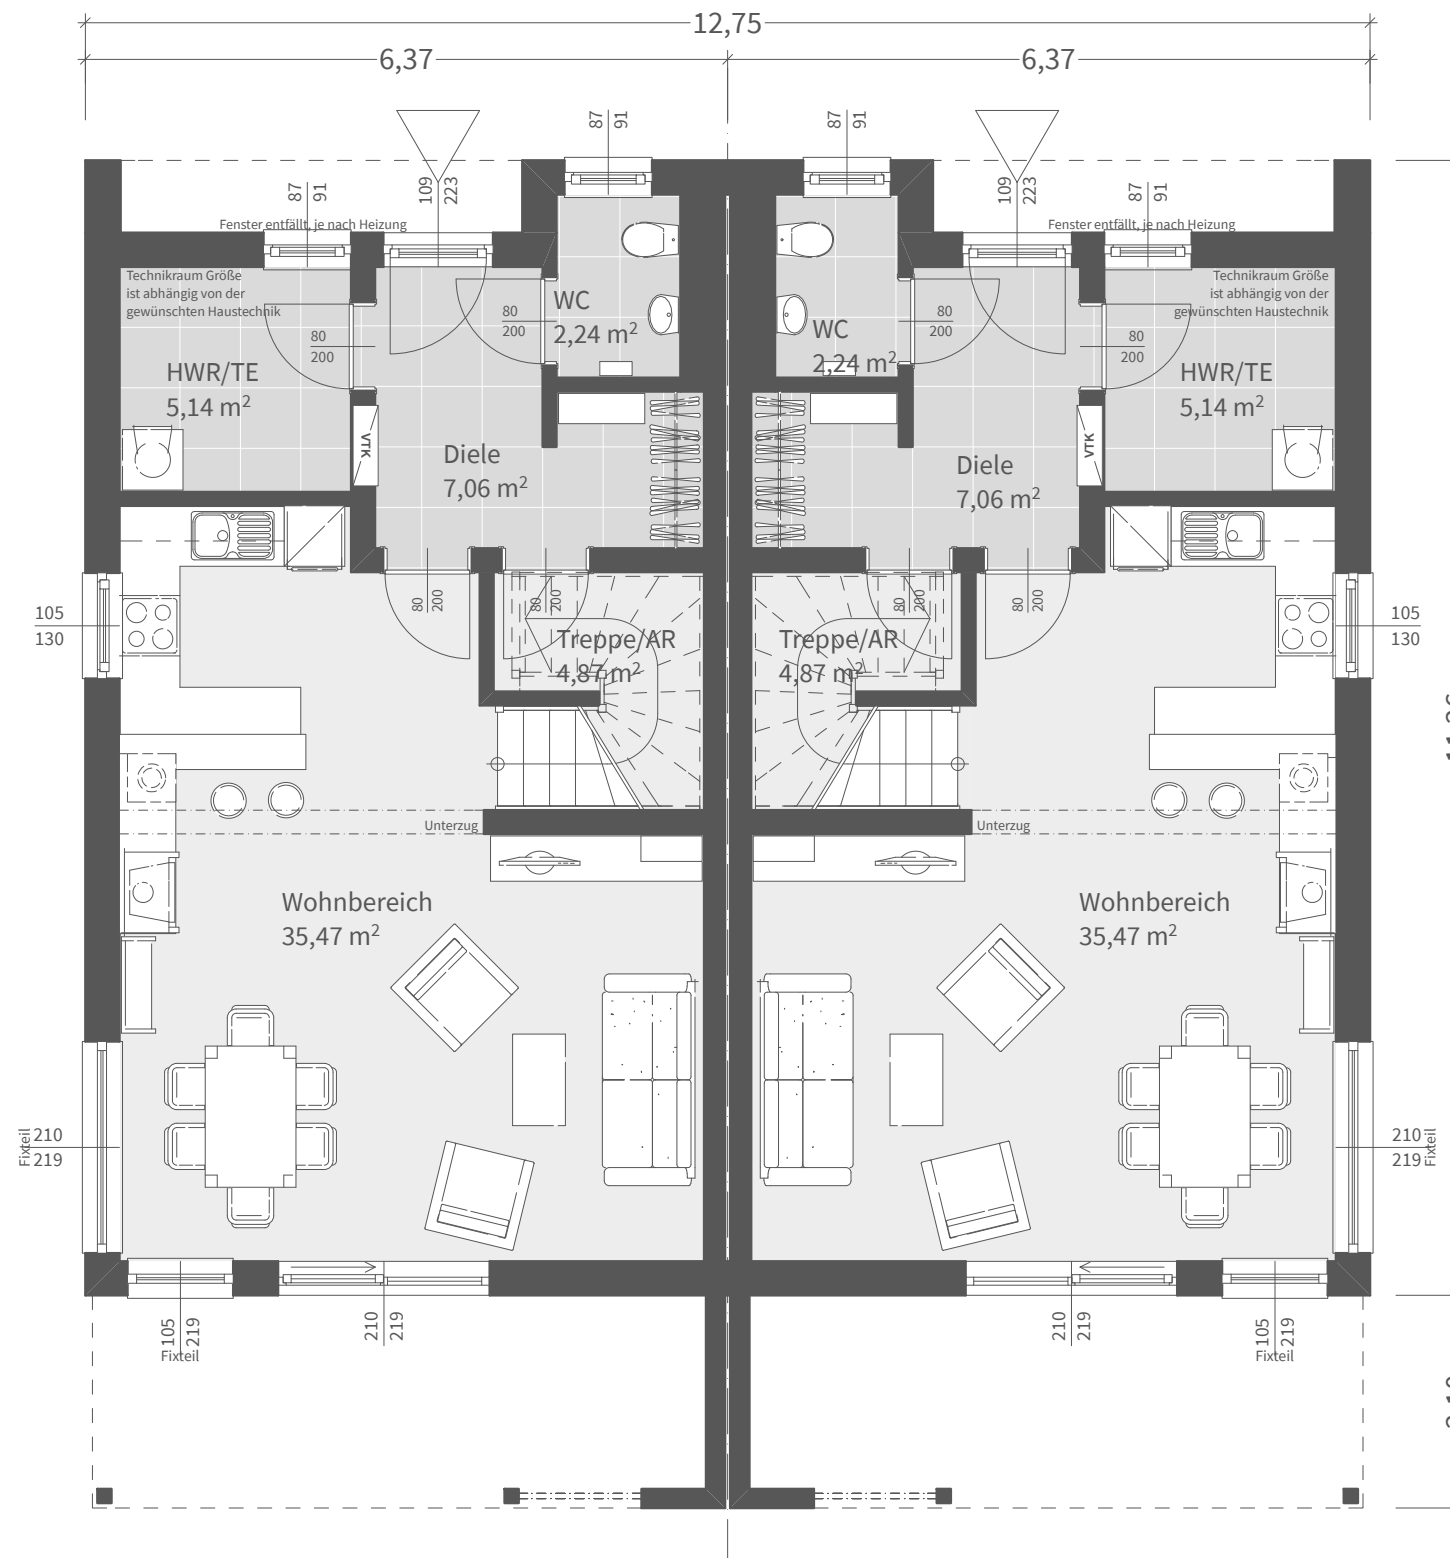 12,75
6,37
6,37
87
91
87
91
109
223
109
223
87
91
87
91
Fenster entfällt, je nach Heizung
Fenster entfällt, je nach Heizung
Technikraum Größe
ist abhängig von der
gewünschten Haustechnik
Technikraum Größe
ist abhängig von der
gewünschten Haustechnik
WC
2,24 m²
WC
2,24 m²
80
200
80
200
80
200
80
200
HWR/TE
5,14 m²
HWR/TE
5,14 m²
VTK
VTK
Diele
7,06 m²
Diele
7,06 m²
80
200
80
200
80
200
80
200
105
130
105
130
Treppe/AR
4,87 m²
Treppe/AR
4,87 m²
Unterzug
Unterzug
Wohnbereich
35,47 m²
Wohnbereich
35,47 m²
210
219
Fixteil
210
219
Fixteil
105
219
Fixteil
210
219
210
219
105
219
Fixteil